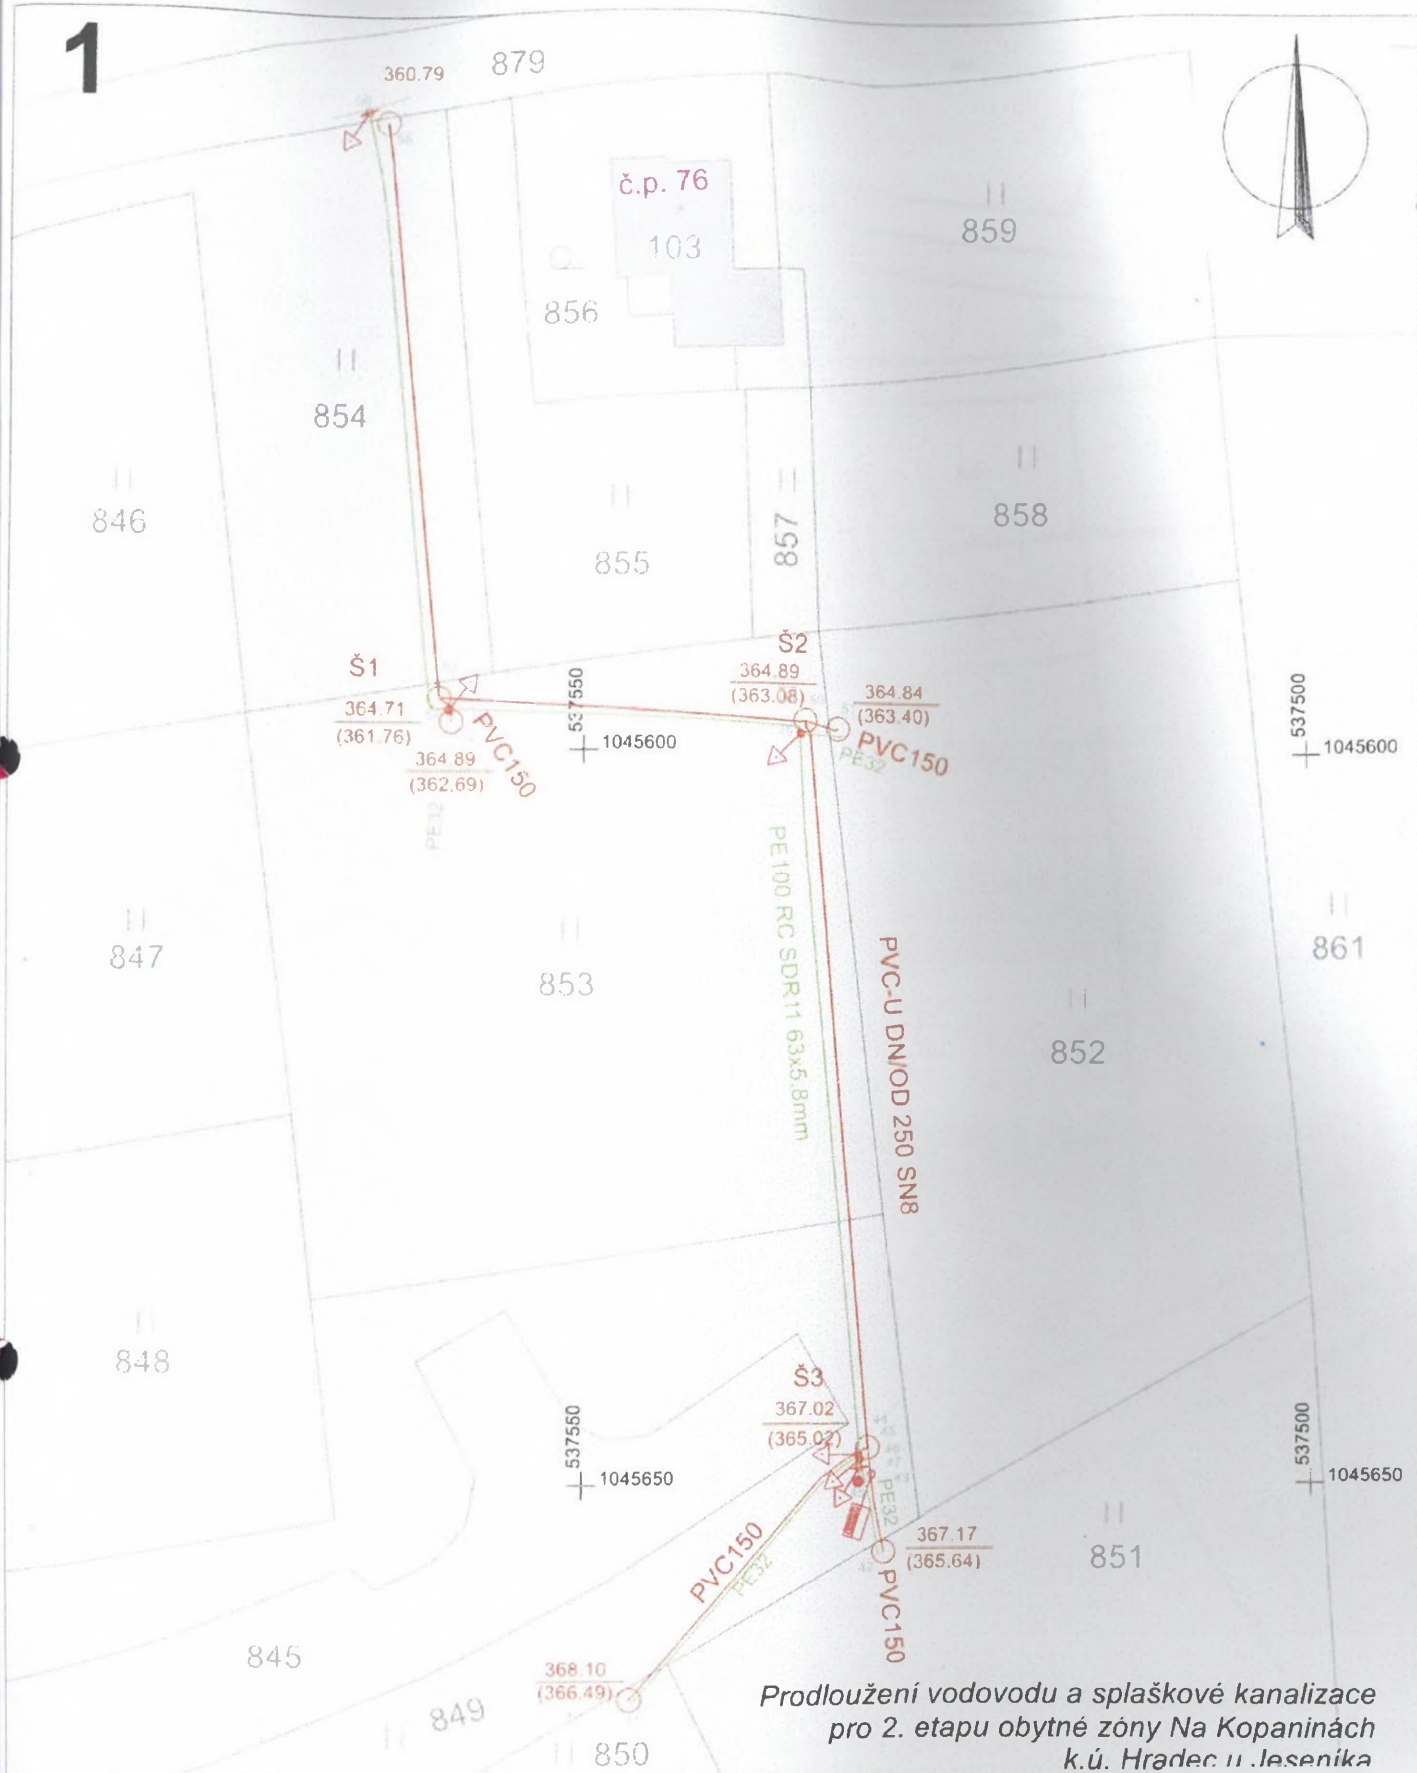 1
360.79
879
č.p. 76
103
859
856
854
846
855
857
858
Š1
364.71
(361.76)
364.89
(362.69)
PVC150
PE32
537550
1045600
Š2
364.89
(363.08)
364.84
(363.40)
PVC150
PE32
537500
1045600
PE100 RC SDR11 63x5.8mm
PVC-U DN/OD 250 SN8
847
853
861
852
848
Š3
367.02
(365.02)
537550
1045650
537500
1045650
PE32
367.17
(365.64)
PVC150
851
PVC150
PE32
845
368.10
(366.49)
849
850
Prodloužení vodovodu a splaškové kanalizace
pro 2. etapu obytné zóny Na Kopaninách
k.ú. Hradec u Jeseníka